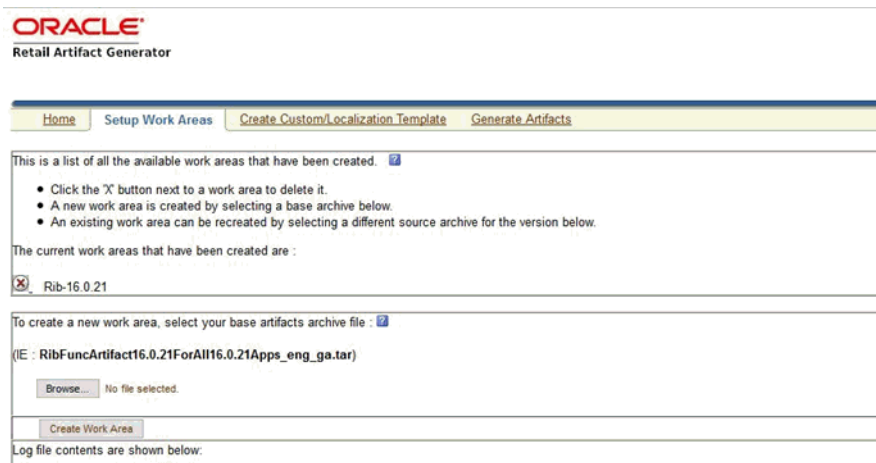 ORACLE
Retail Artifact Generator
Home Setup Work Areas Create Custom/Localization Template Generate Artifacts
This is a list of all the available work areas that have been created. ?
• Click the 'X' button next to a work area to delete it.
• A new work area is created by selecting a base archive below.
• An existing work area can be recreated by selecting a different source archive for the version below.
The current work areas that have been created are :
Rib-16.0.21
To create a new work area, select your base artifacts archive file : ?
(IE : RibFuncArtifact16.0.21ForAll16.0.21Apps_eng_ga.tar)
Browse... No file selected.
Create Work Area
Log file contents are shown below: